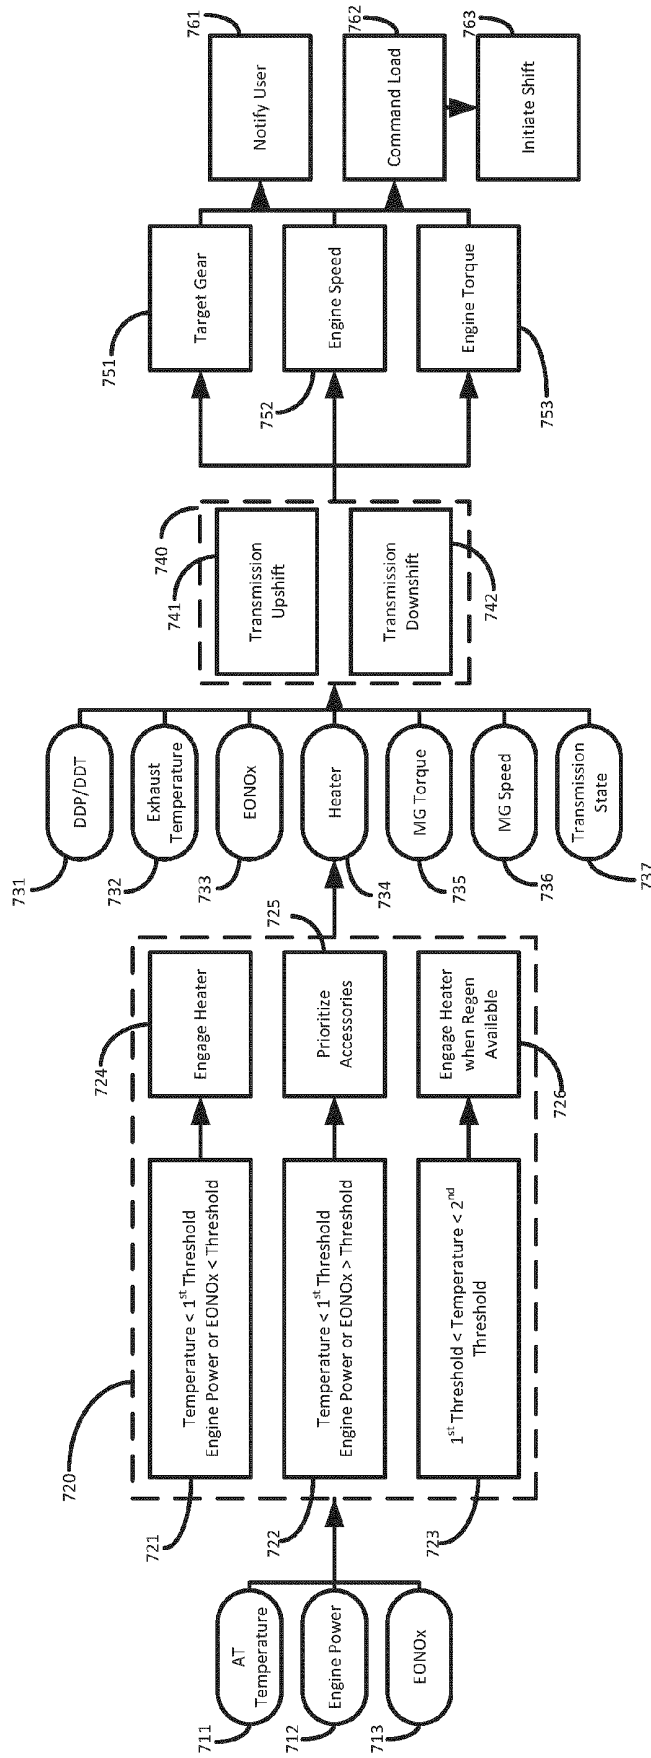 711
AT
Temperature
712
Engine Power
713
EONOx
720
721
Temperature < 1st Threshold
Engine Power or EONOx < Threshold
722
Temperature < 1st Threshold
Engine Power or EONOx > Threshold
723
1st Threshold < Temperature < 2nd
Threshold
724
Engage Heater
725
Prioritize
Accessories
726
Engage Heater
when Regen
Available
731
DDP/DDT
732
Exhaust
Temperature
733
EONOx
734
Heater
735
MG Torque
736
MG Speed
737
Transmission
State
740
741
Transmission
Upshift
742
Transmission
Downshift
751
Target Gear
752
Engine Speed
753
Engine Torque
761
Notify User
762
Command Load
763
Initiate Shift